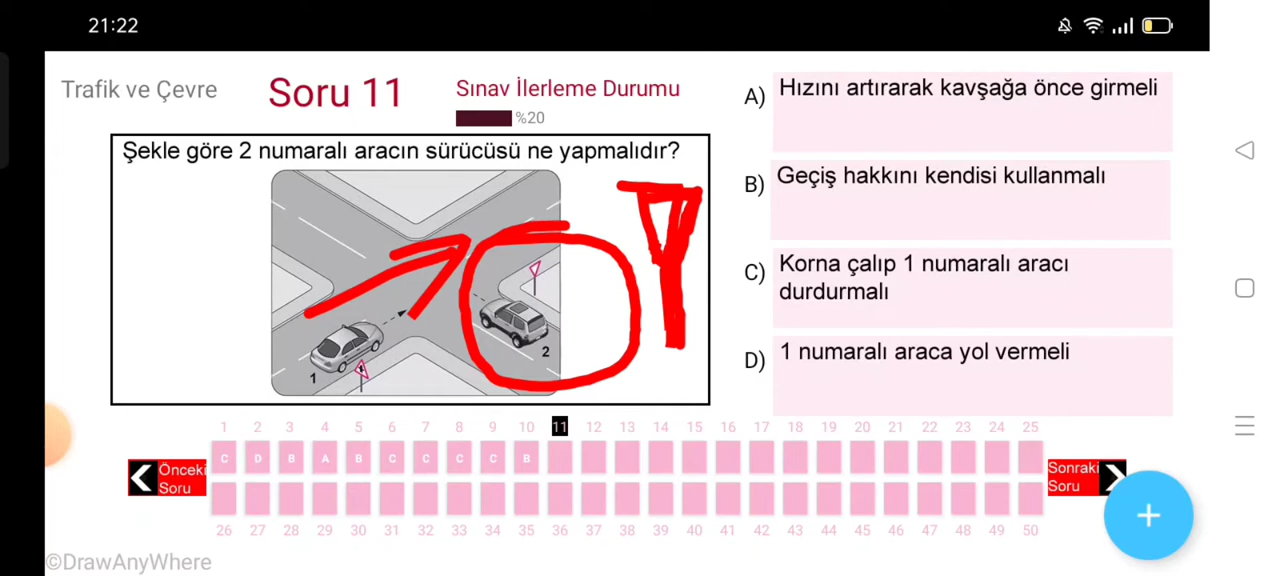 21:22
Trafik ve Çevre
Soru 11
Sınav İlerleme Durumu
%20
Şekle göre 2 numaralı aracın sürücüsü ne yapmalıdır?
1
2
A) Hızını artırarak kavşağa önce girmeli
B) Geçiş hakkını kendisi kullanmalı
C) Korna çalıp 1 numaralı aracı
durdurmalı
D) 1 numaralı araca yol vermeli
1 2 3 4 5 6 7 8 9 10 11 12 13 14 15 16 17 18 19 20 21 22 23 24 25
C D B A B C C C C B
Önceki
Soru
Sonraki
Soru
26 27 28 29 30 31 32 33 34 35 36 37 38 39 40 41 42 43 44 45 46 47 48 49 50
©DrawAnyWhere